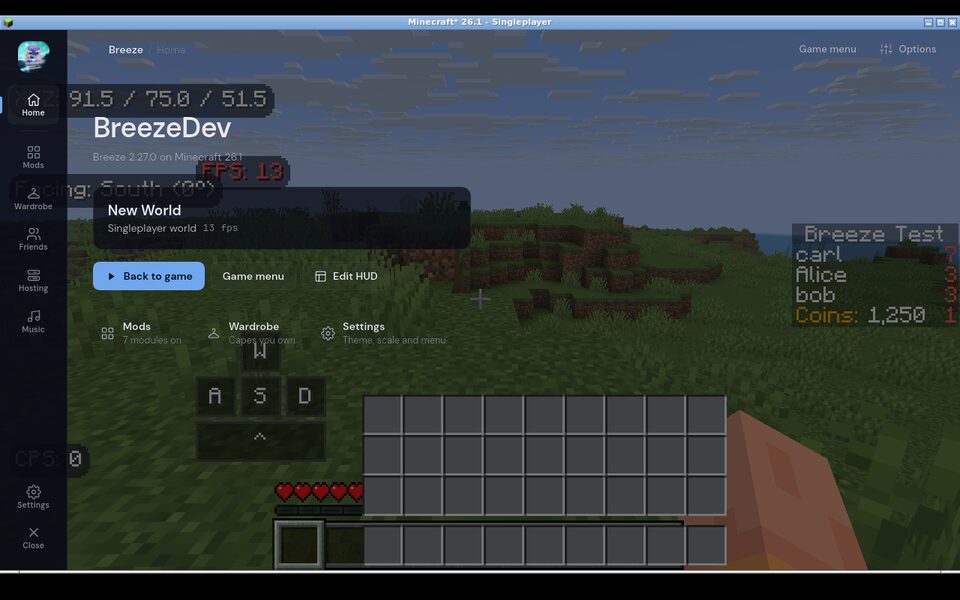 Minecraft* 26.1 - Singleplayer
Breeze / Home
Game menu
Options
Home
91.5 / 75.0 / 51.5
BreezeDev
Breeze 2.27.0 on Minecraft 26.1
FPS: 13
Mods
Facing: South (0°)
Wardrobe
New World
Singleplayer world 13 fps
Friends
Breeze Test
carl 7
Alice 3
bob 3
Coins: 1,250 1
Hosting
Back to game
Game menu
Edit HUD
Music
Mods
7 modules on
Wardrobe
Capes you own
Settings
Theme, scale and menu
W
A
S
D
^
CPS: 0
Settings
Close